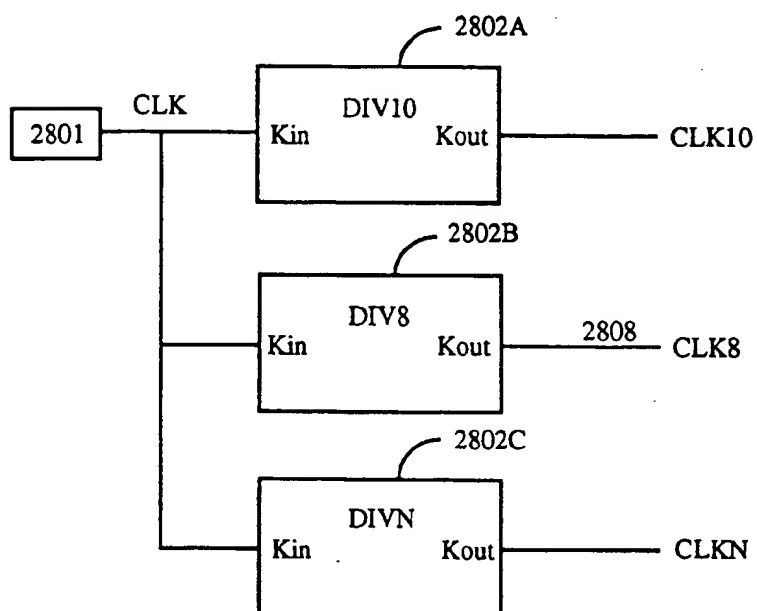 2802A
CLK
DIV10
2801
Kin
Kout
CLK10
2802B
DIV8
2808
Kin
Kout
CLK8
2802C
DIVN
Kin
Kout
CLKN